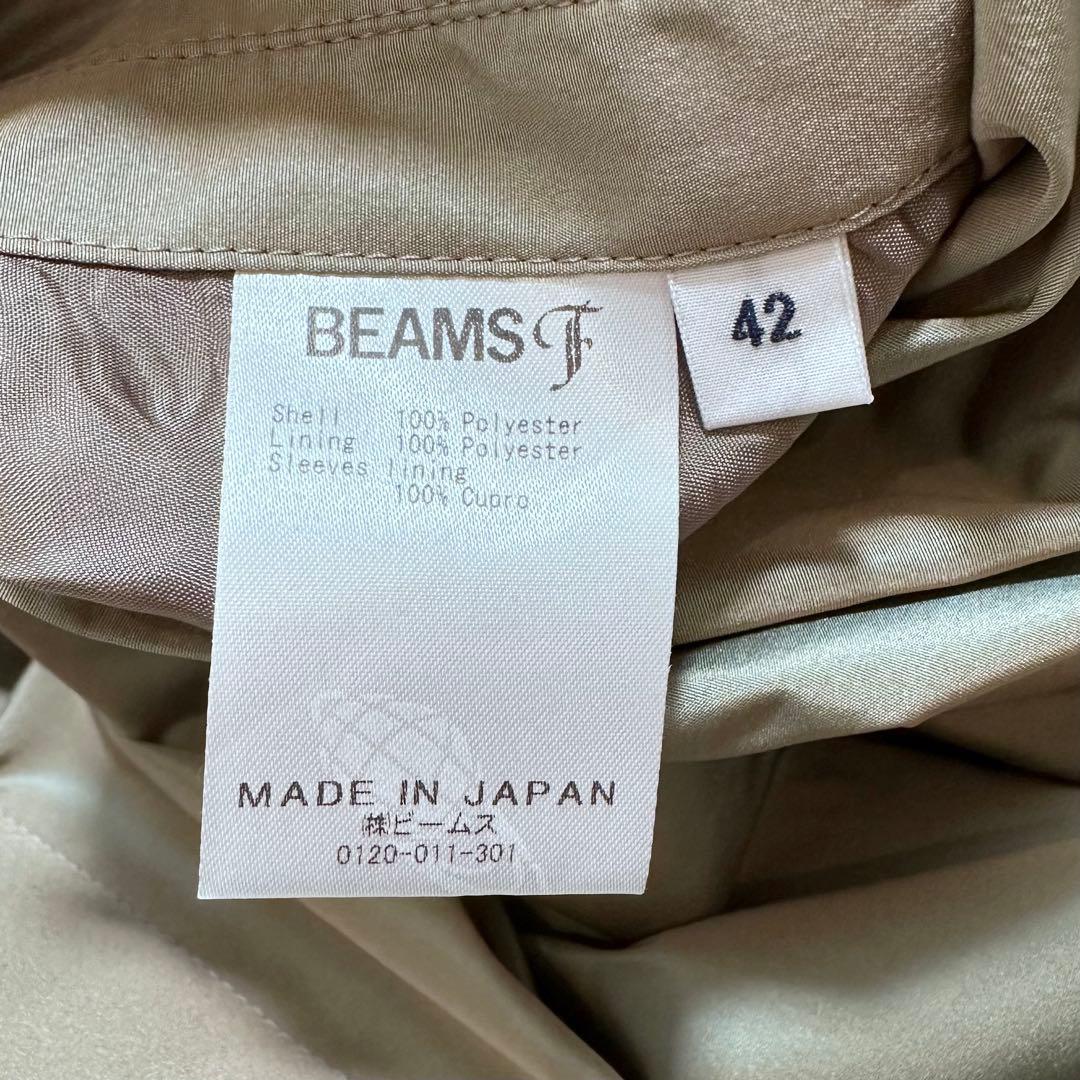 BEAMS F
42
Shell 100% Polyester
Lining 100% Polyester
Sleeves lining
100% Cupro
MADE IN JAPAN
㈱ビームス
0120-011-301